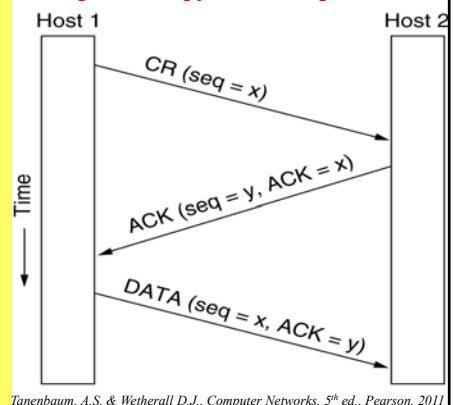 Host 1
Host 2
CR (seq = x)
ACK (seq = y, ACK = x)
DATA (seq = x, ACK = y)
Time
Tanenbaum, A.S. & Wetherall D.J., Computer Networks, 5th ed., Pearson, 2011